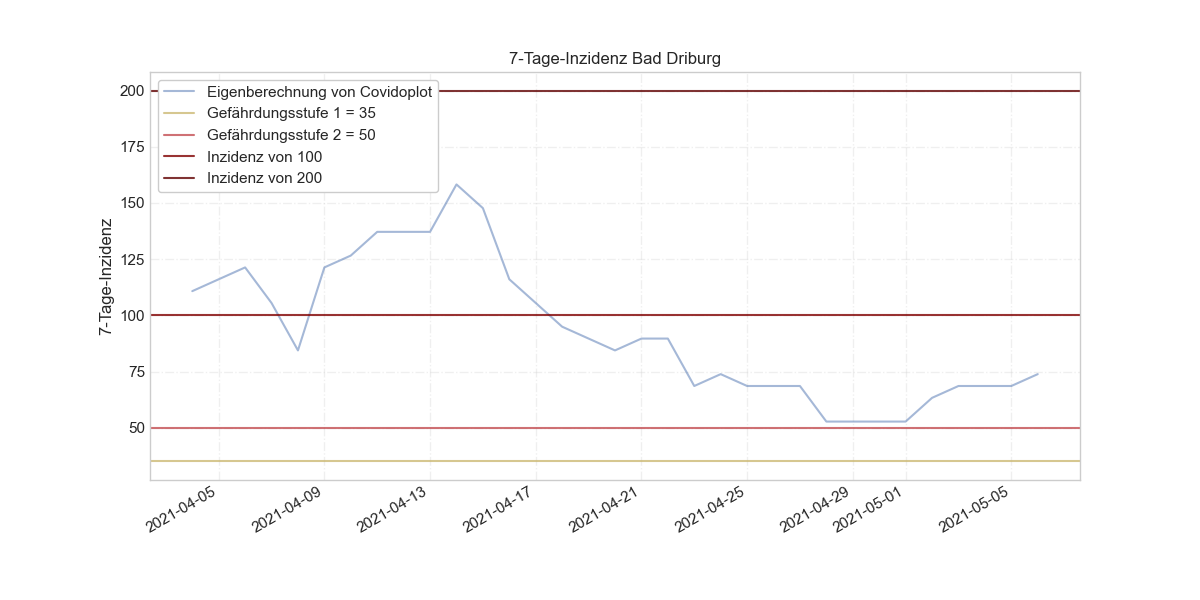 7-Tage-Inzidenz Bad Driburg
Eigenberechnung von Covidoplot
Gefährdungsstufe 1 = 35
Gefährdungsstufe 2 = 50
Inzidenz von 100
Inzidenz von 200
7-Tage-Inzidenz
200
175
150
125
100
75
50
2021-04-05
2021-04-09
2021-04-13
2021-04-17
2021-04-21
2021-04-25
2021-04-29
2021-05-01
2021-05-05